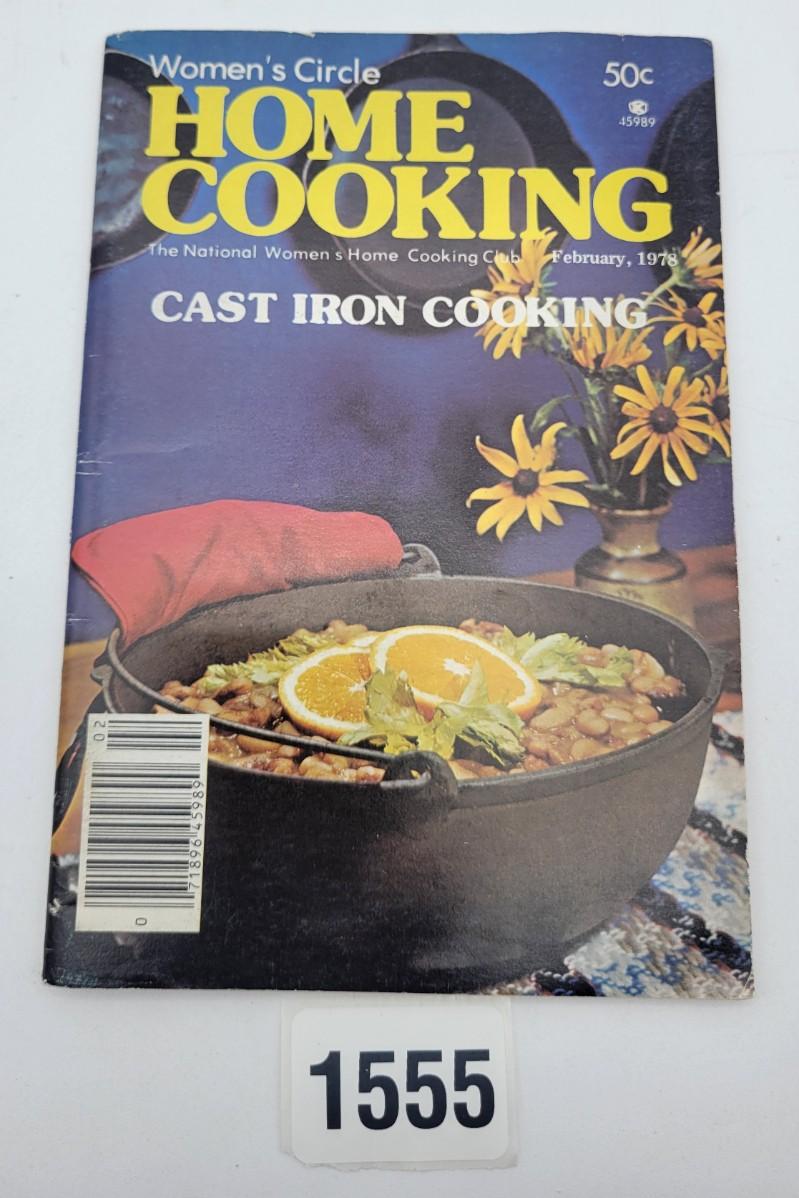 Women's Circle
50c
HOME
45989
COOKING
The National Women s Home Cooking Club
February, 1978
CAST IRON COOKING
02
0 71896 45989
1555